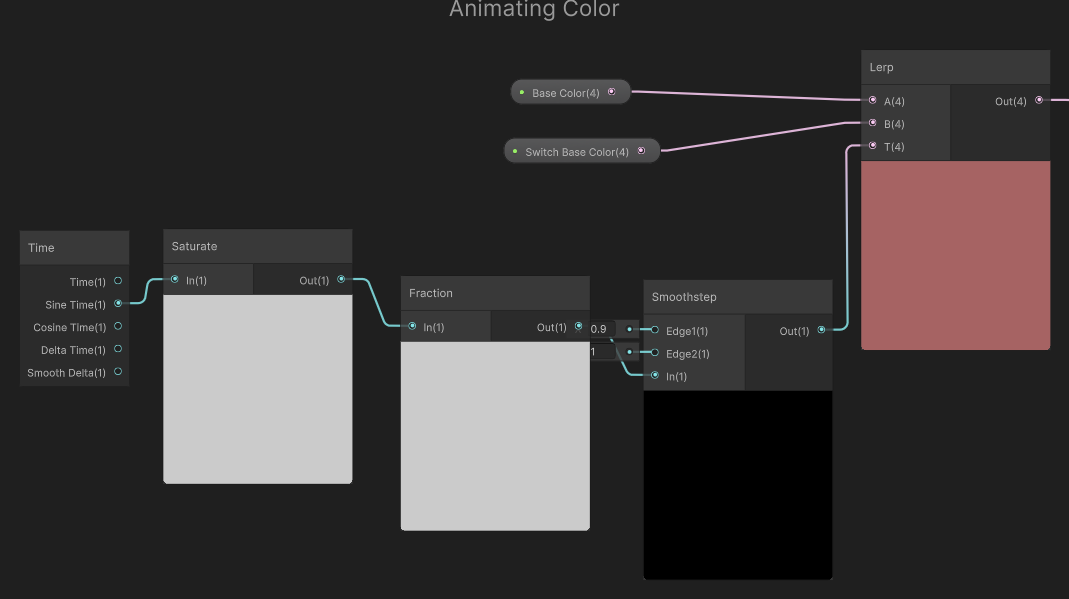 Animating Color
Lerp
Base Color(4)
A(4)
Out(4)
B(4)
Switch Base Color(4)
T(4)
Time
Time(1)
Sine Time(1)
Cosine TIme(1)
Delta Time(1)
Smooth Delta(1)
Saturate
In(1)
Out(1)
Fraction
In(1)
Out(1)
0.9
1
Smoothstep
Edge1(1)
Out(1)
Edge2(1)
In(1)